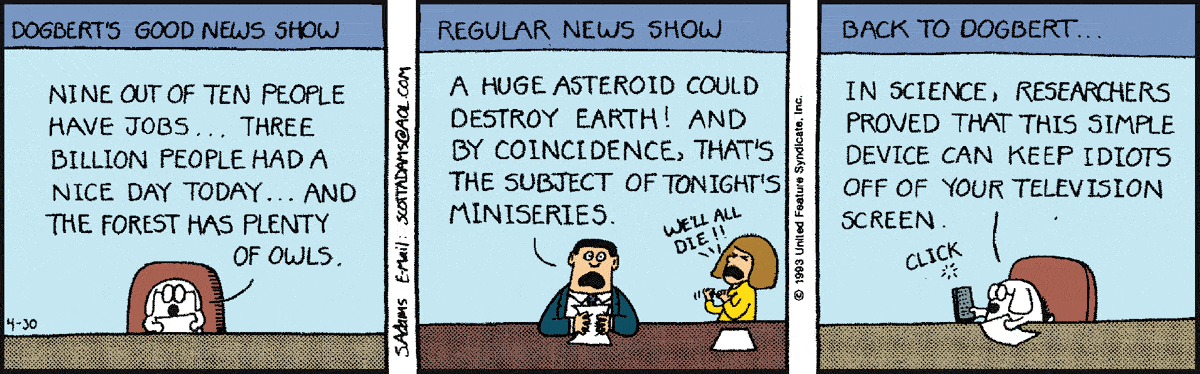 DOGBERT'S GOOD NEWS SHOW
NINE OUT OF TEN PEOPLE
HAVE JOBS... THREE
BILLION PEOPLE HAD A
NICE DAY TODAY... AND
THE FOREST HAS PLENTY
OF OWLS.
4-30
S.ADAMS E-Mail: SCOTTADAMS@AOL.COM
REGULAR NEWS SHOW
A HUGE ASTEROID COULD
DESTROY EARTH! AND
BY COINCIDENCE, THAT'S
THE SUBJECT OF TONIGHT'S
MINISERIES.
WE'LL ALL
DIE!!
© 1993 United Feature Syndicate, Inc.
BACK TO DOGBERT...
IN SCIENCE, RESEARCHERS
PROVED THAT THIS SIMPLE
DEVICE CAN KEEP IDIOTS
OFF OF YOUR TELEVISION
SCREEN.
CLICK